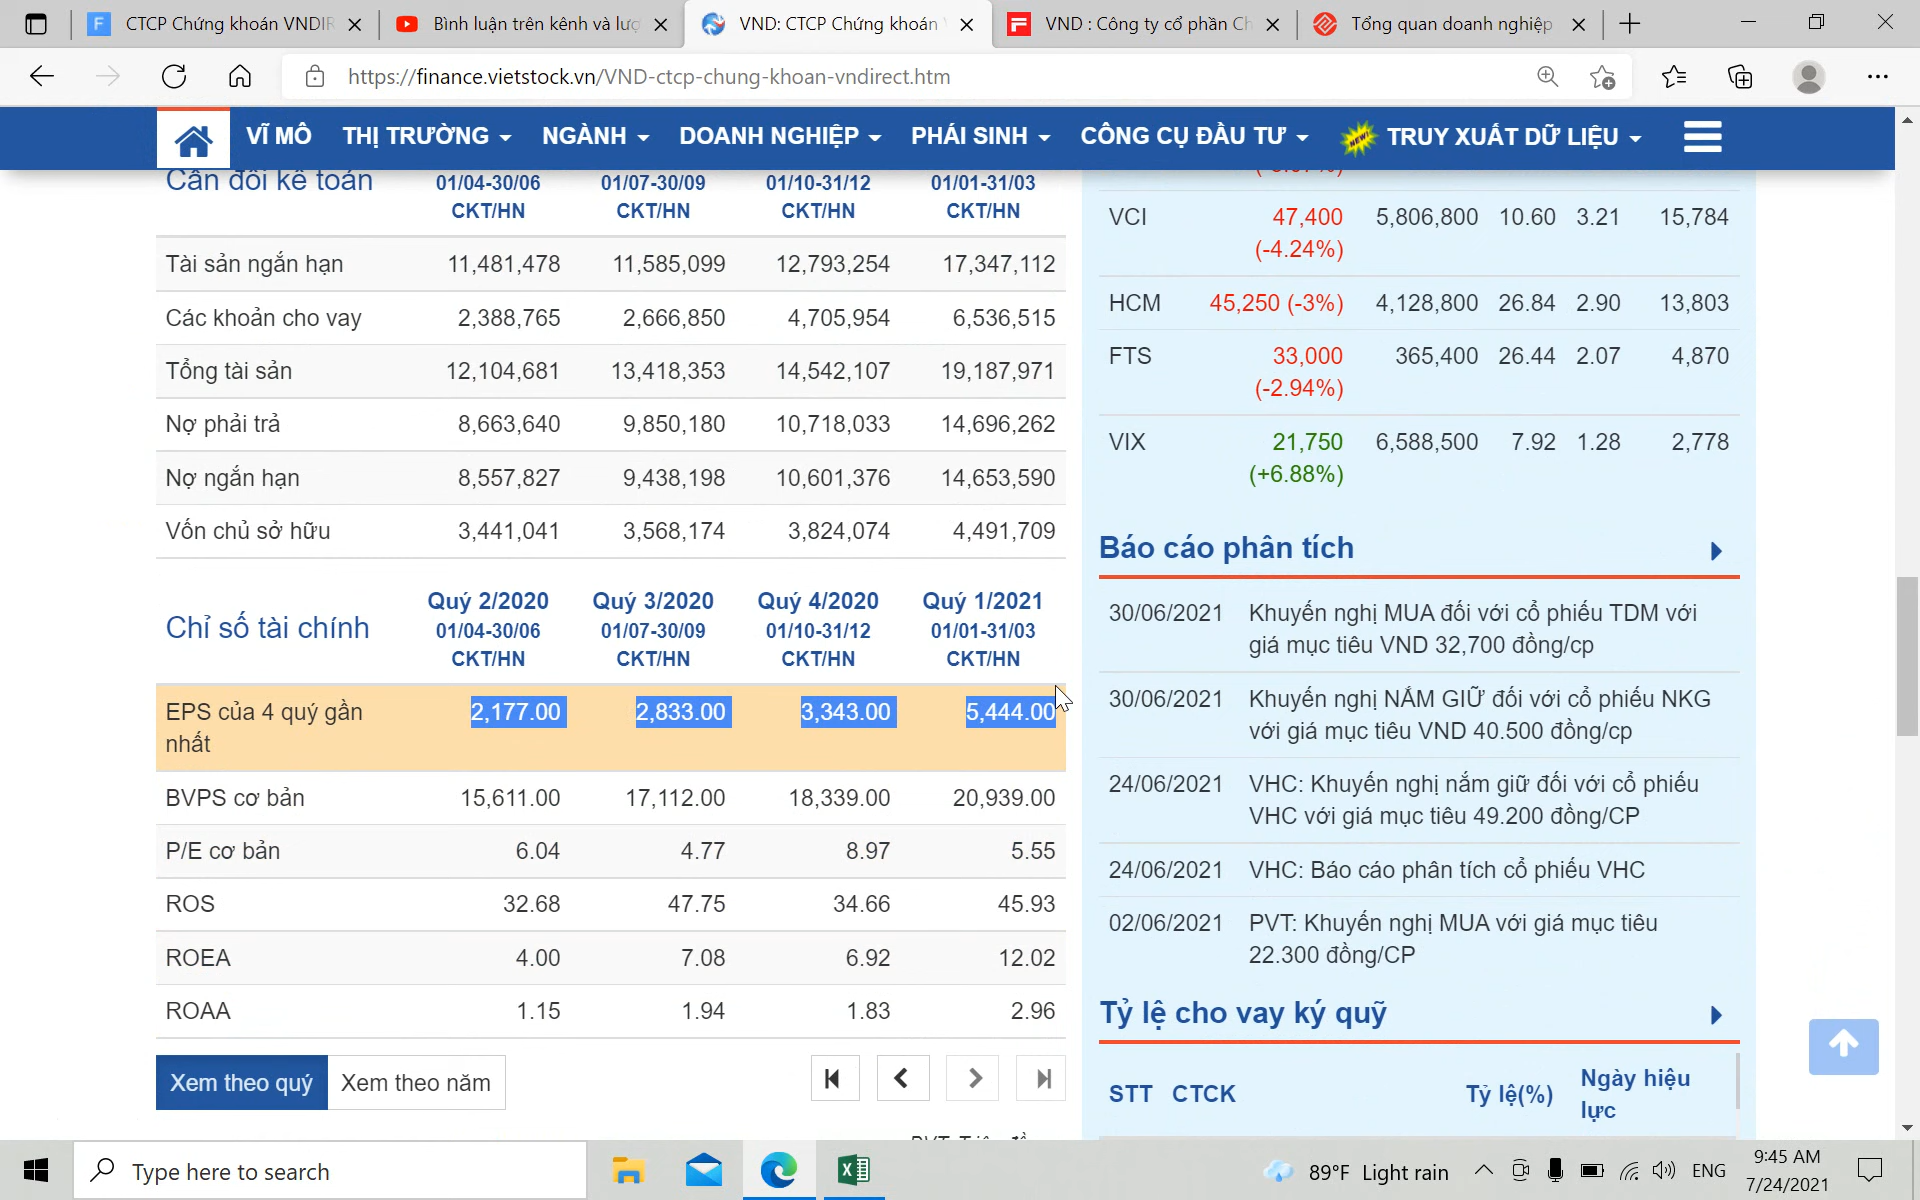 CTCP Chứng khoán VNDIR
Bình luận trên kênh và lượ
VND: CTCP Chứng khoán
VND : Công ty cổ phần Ch
Tổng quan doanh nghiệp
https://finance.vietstock.vn/VND-ctcp-chung-khoan-vndirect.htm
VĨ MÔ THỊ TRƯỜNG NGÀNH DOANH NGHIỆP PHÁI SINH CÔNG CỤ ĐẦU TƯ TRUY XUẤT DỮ LIỆU
Cân đối kế toán 01/04-30/06 01/07-30/09 01/10-31/12 01/01-31/03
CKT/HN CKT/HN CKT/HN CKT/HN
Tài sản ngắn hạn 11,481,478 11,585,099 12,793,254 17,347,112
Các khoản cho vay 2,388,765 2,666,850 4,705,954 6,536,515
Tổng tài sản 12,104,681 13,418,353 14,542,107 19,187,971
Nợ phải trả 8,663,640 9,850,180 10,718,033 14,696,262
Nợ ngắn hạn 8,557,827 9,438,198 10,601,376 14,653,590
Vốn chủ sở hữu 3,441,041 3,568,174 3,824,074 4,491,709
Quý 2/2020 Quý 3/2020 Quý 4/2020 Quý 1/2021
Chỉ số tài chính 01/04-30/06 01/07-30/09 01/10-31/12 01/01-31/03
CKT/HN CKT/HN CKT/HN CKT/HN
EPS của 4 quý gần 2,177.00 2,833.00 3,343.00 5,444.00
nhất
BVPS cơ bản 15,611.00 17,112.00 18,339.00 20,939.00
P/E cơ bản 6.04 4.77 8.97 5.55
ROS 32.68 47.75 34.66 45.93
ROEA 4.00 7.08 6.92 12.02
ROAA 1.15 1.94 1.83 2.96
Xem theo quý Xem theo năm
VCI 47,400 5,806,800 10.60 3.21 15,784
(-4.24%)
HCM 45,250 (-3%) 4,128,800 26.84 2.90 13,803
FTS 33,000 365,400 26.44 2.07 4,870
(-2.94%)
VIX 21,750 6,588,500 7.92 1.28 2,778
(+6.88%)
Báo cáo phân tích
30/06/2021 Khuyến nghị MUA đối với cổ phiếu TDM với
giá mục tiêu VND 32,700 đồng/cp
30/06/2021 Khuyến nghị NẮM GIỮ đối với cổ phiếu NKG
với giá mục tiêu VND 40.500 đồng/cp
24/06/2021 VHC: Khuyến nghị nắm giữ đối với cổ phiếu
VHC với giá mục tiêu 49.200 đồng/CP
24/06/2021 VHC: Báo cáo phân tích cổ phiếu VHC
02/06/2021 PVT: Khuyến nghị MUA với giá mục tiêu
22.300 đồng/CP
Tỷ lệ cho vay ký quỹ
STT CTCK Tỷ lệ(%) Ngày hiệu
lực
Type here to search
89°F Light rain
ENG
9:45 AM
7/24/2021